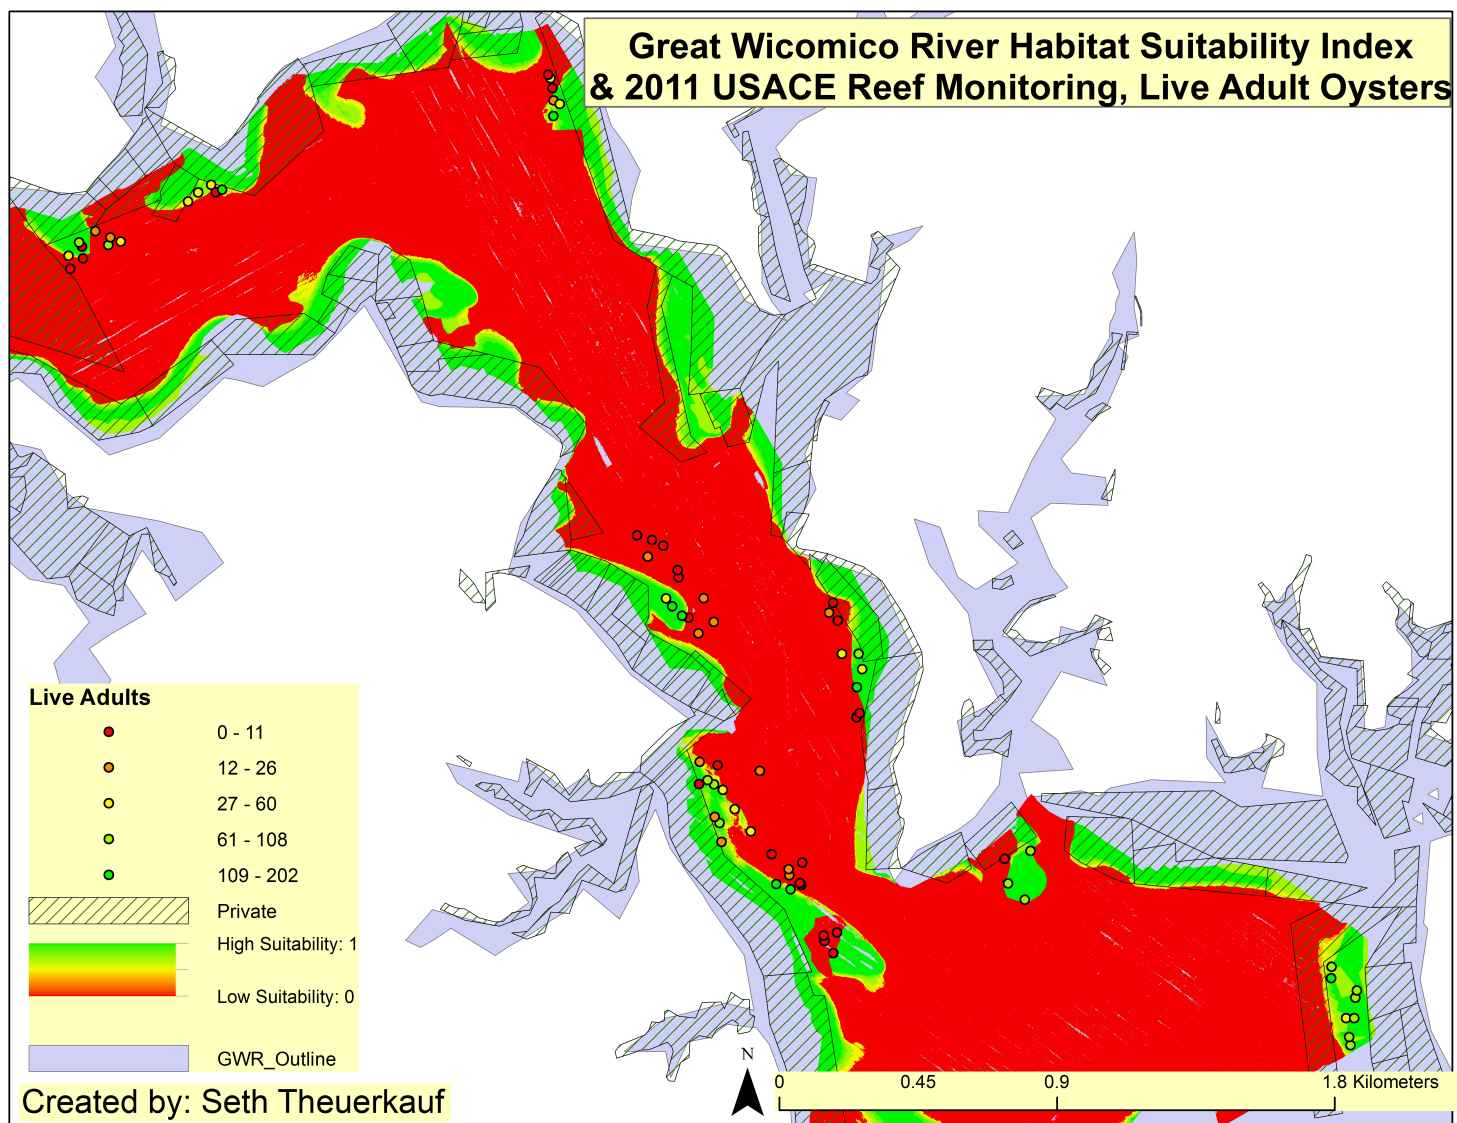 Great Wicomico River Habitat Suitability Index
& 2011 USACE Reef Monitoring, Live Adult Oysters
Live Adults
0 - 11
12 - 26
27 - 60
61 - 108
109 - 202
Private
High Suitability: 1
Low Suitability: 0
GWR_Outline
Created by: Seth Theuerkauf
N
0 0.45 0.9 1.8 Kilometers